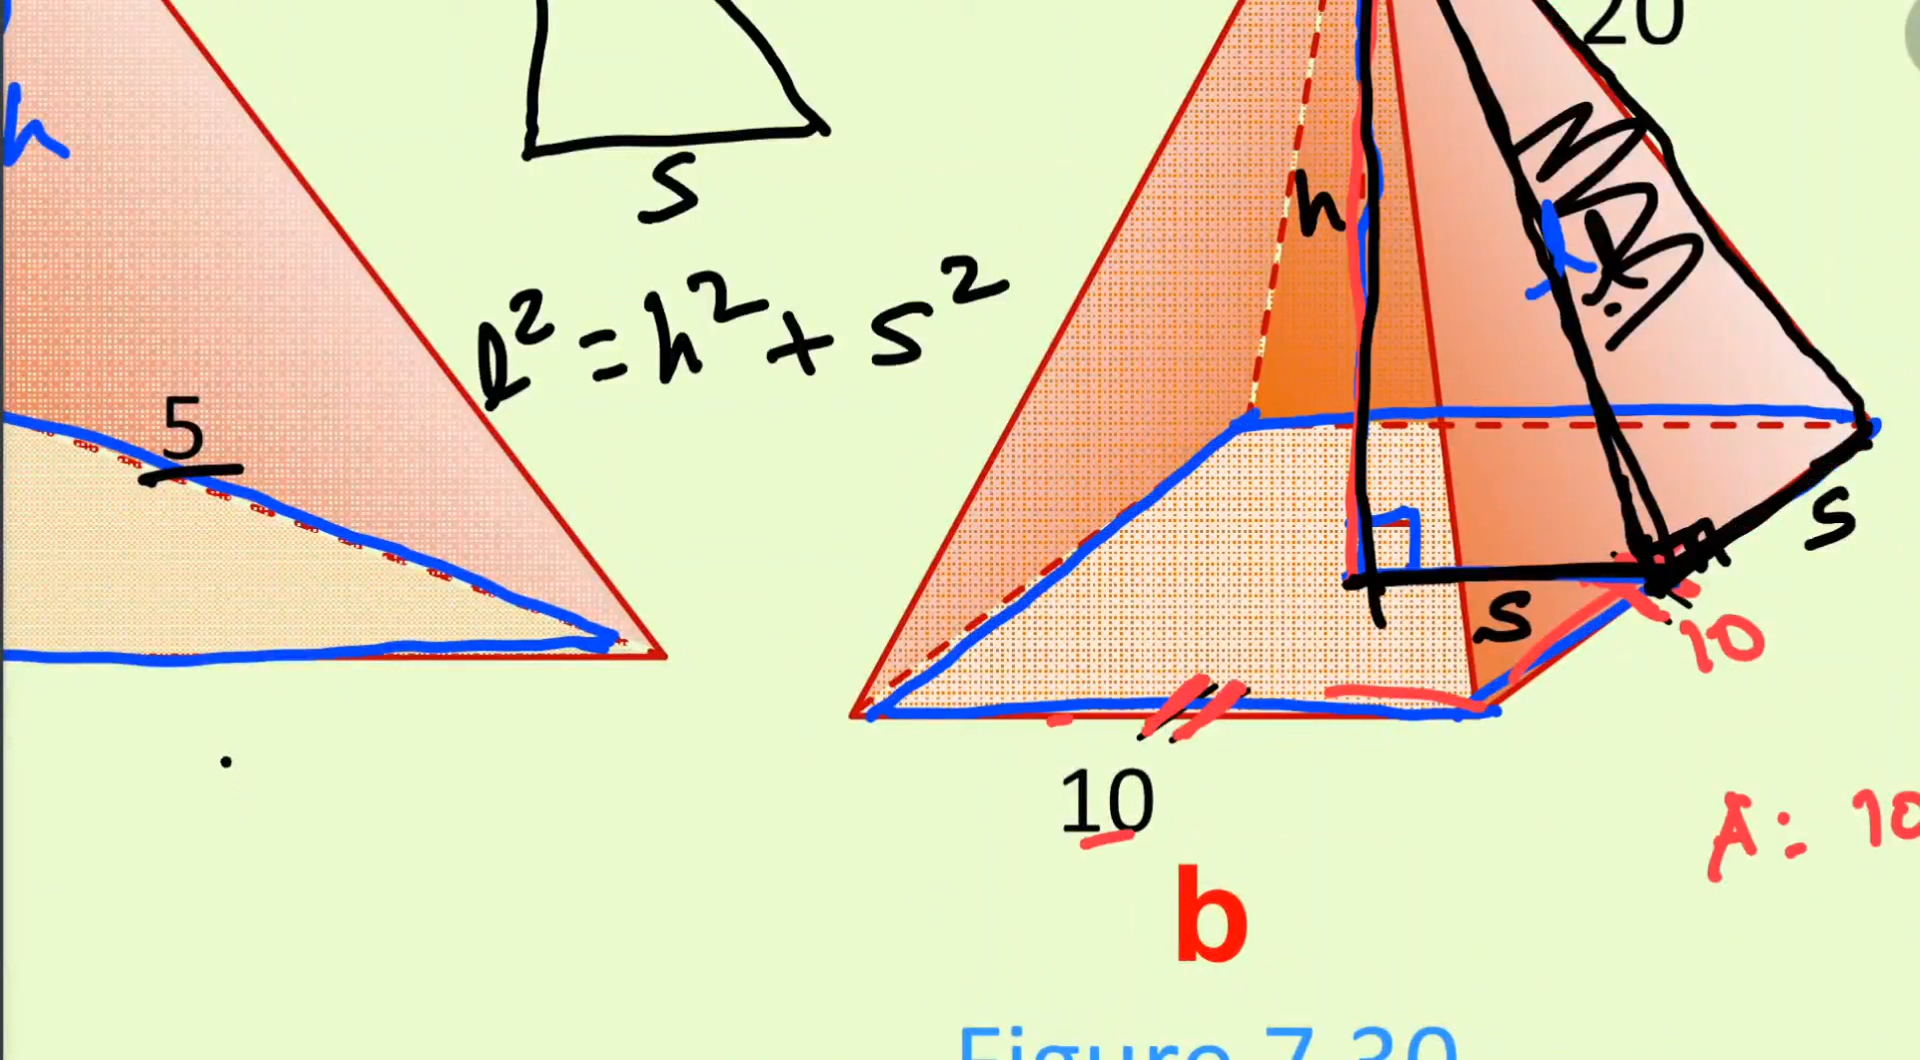 20
h
h
S
l² = h² + s²
5
s
s
10
10
A = 10
b
Figure 7.30